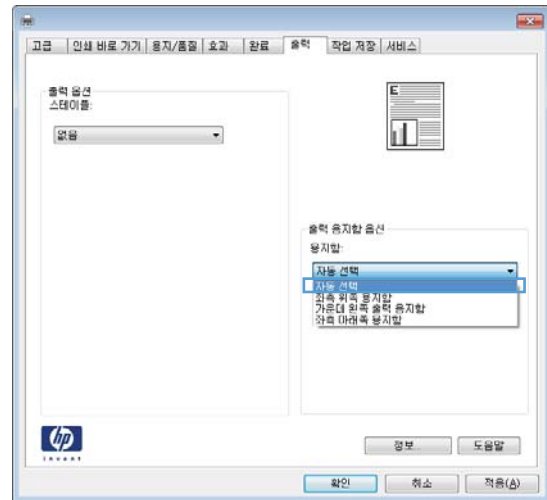 고급 인쇄 바로 가기 용지/품질 효과 완료 출력 작업 저장 서비스
출력 옵션
스테이플:
없음
E
출력 용지함 옵션
용지함:
자동 선택
자동 선택
좌측 위쪽 용지함
가운데 왼쪽 출력 용지함
좌측 아래쪽 용지함
hp
invent
정보... 도움말
확인 취소 적용(A)